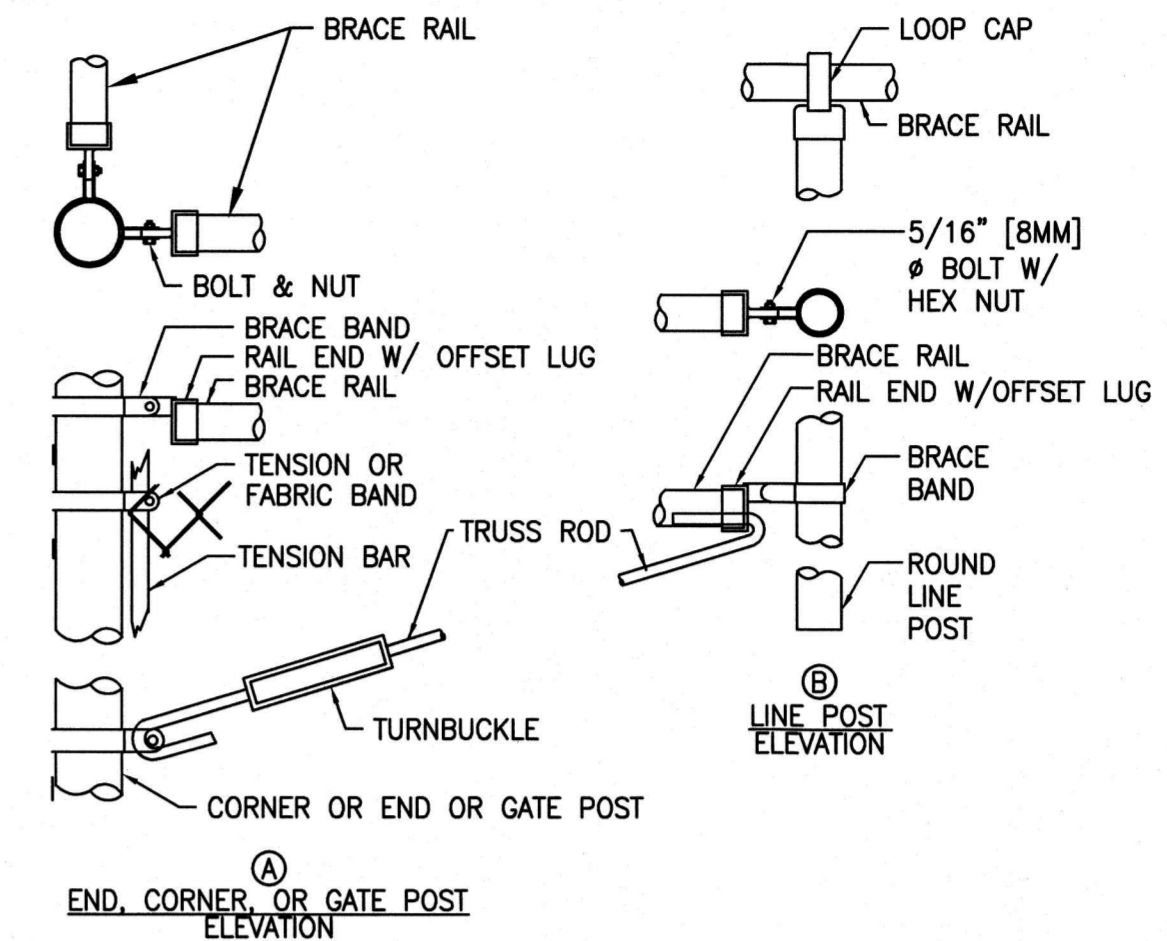 BRACE RAIL
BOLT & NUT
BRACE BAND
RAIL END W/ OFFSET LUG
BRACE RAIL
TENSION OR
FABRIC BAND
TENSION BAR
TRUSS ROD
TURNBUCKLE
CORNER OR END OR GATE POST
A
END, CORNER, OR GATE POST
ELEVATION
LOOP CAP
BRACE RAIL
5/16" [8MM]
ø BOLT W/
HEX NUT
BRACE RAIL
RAIL END W/OFFSET LUG
BRACE
BAND
ROUND
LINE
POST
B
LINE POST
ELEVATION